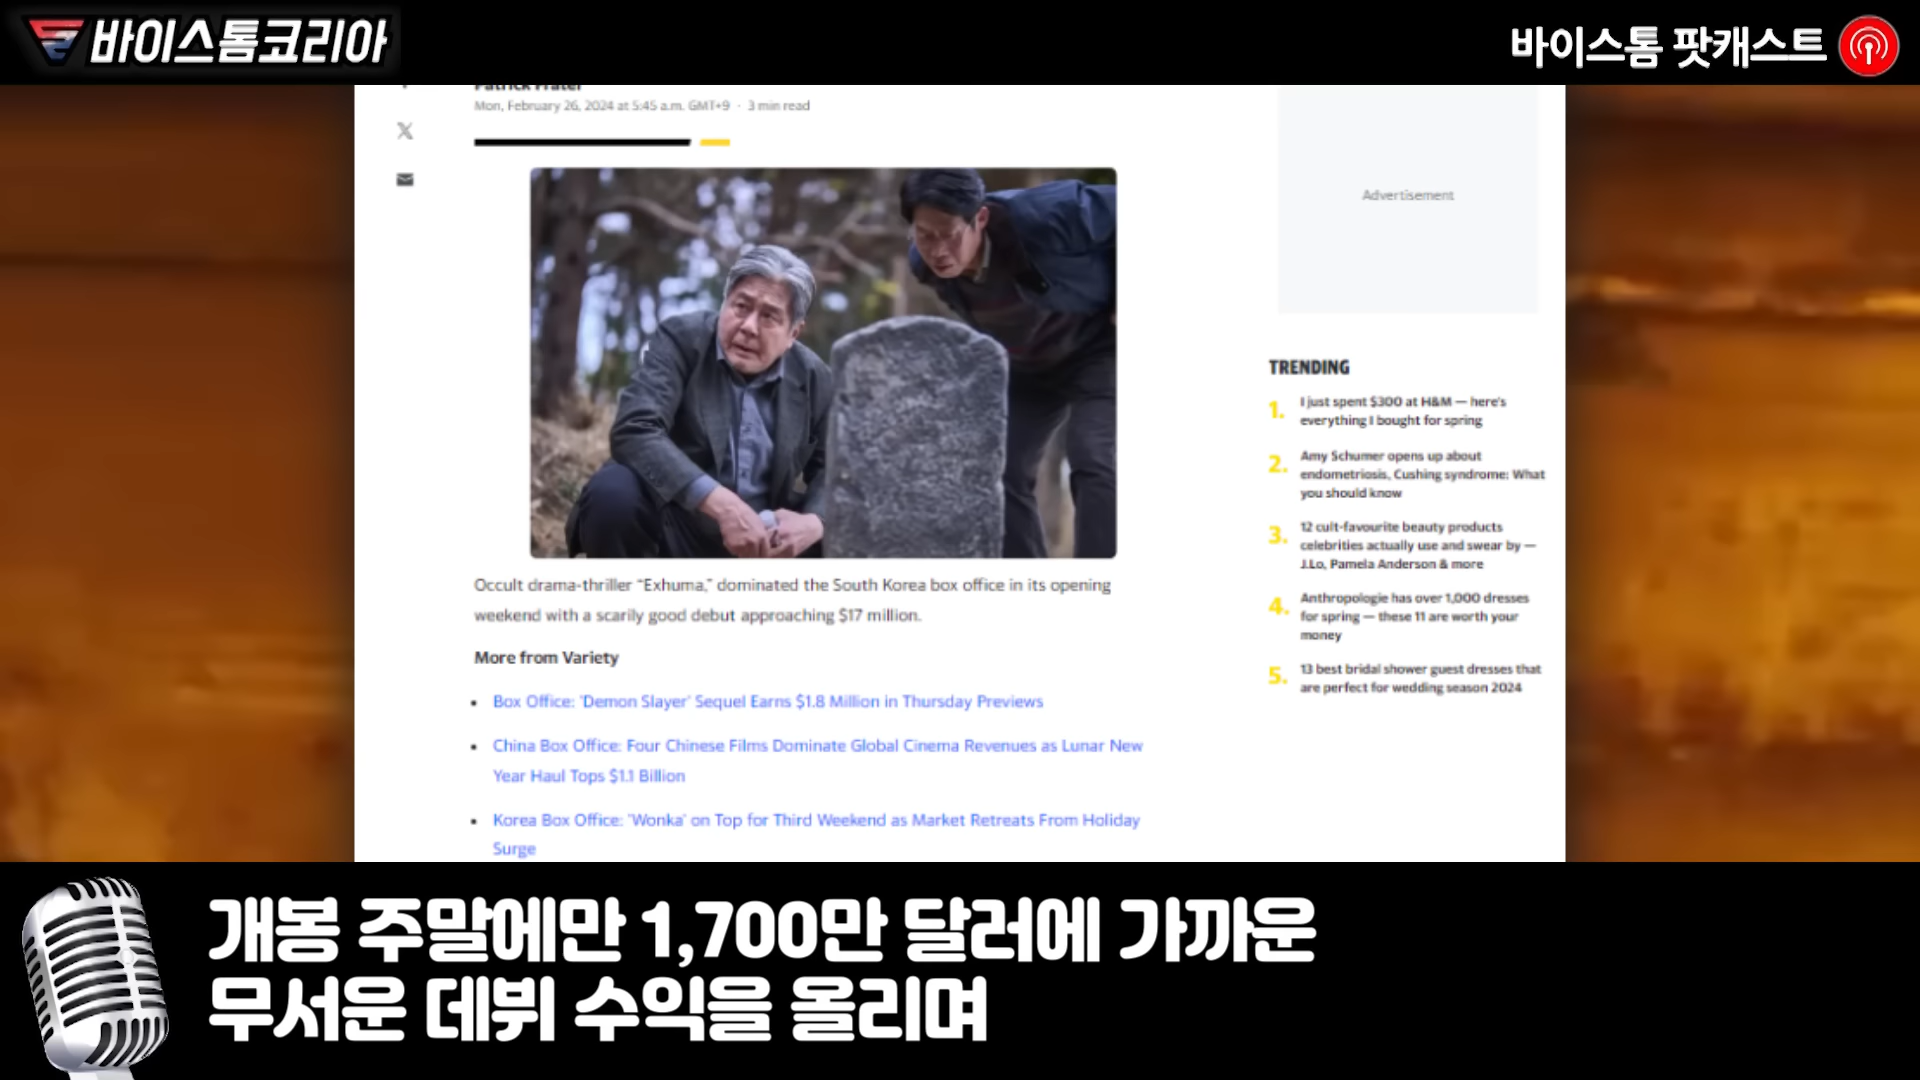 바이스톰코리아
바이스톰 팟캐스트
Patrick Frater
Mon, February 26, 2024 at 5:45 a.m. GMT+9 · 3 min read
Advertisement
Occult drama-thriller “Exhuma,” dominated the South Korea box office in its opening
weekend with a scarily good debut approaching $17 million.
More from Variety
• Box Office: 'Demon Slayer' Sequel Earns $1.8 Million in Thursday Previews
• China Box Office: Four Chinese Films Dominate Global Cinema Revenues as Lunar New
Year Haul Tops $1.1 Billion
• Korea Box Office: 'Wonka' on Top for Third Weekend as Market Retreats From Holiday
Surge
TRENDING
1. I just spent $300 at H&M — here's
everything I bought for spring
2. Amy Schumer opens up about
endometriosis, Cushing syndrome: What
you should know
3. 12 cult-favourite beauty products
celebrities actually use and swear by —
J.Lo, Pamela Anderson & more
4. Anthropologie has over 1,000 dresses
for spring — these 11 are worth your
money
5. 13 best bridal shower guest dresses that
are perfect for wedding season 2024
개봉 주말에만 1,700만 달러에 가까운
무서운 데뷔 수익을 올리며